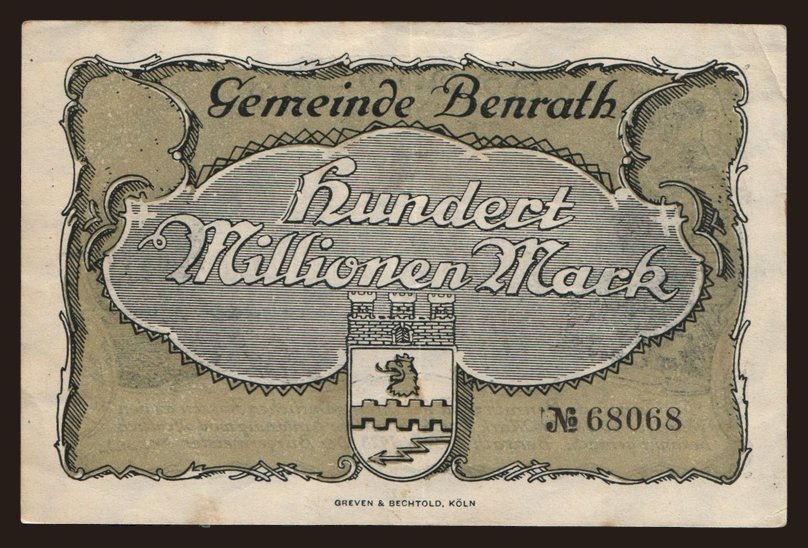 Gemeinde Benrath
Hundert
Millionen Mark
№ 68068
GREVEN & BECHTOLD, KÖLN